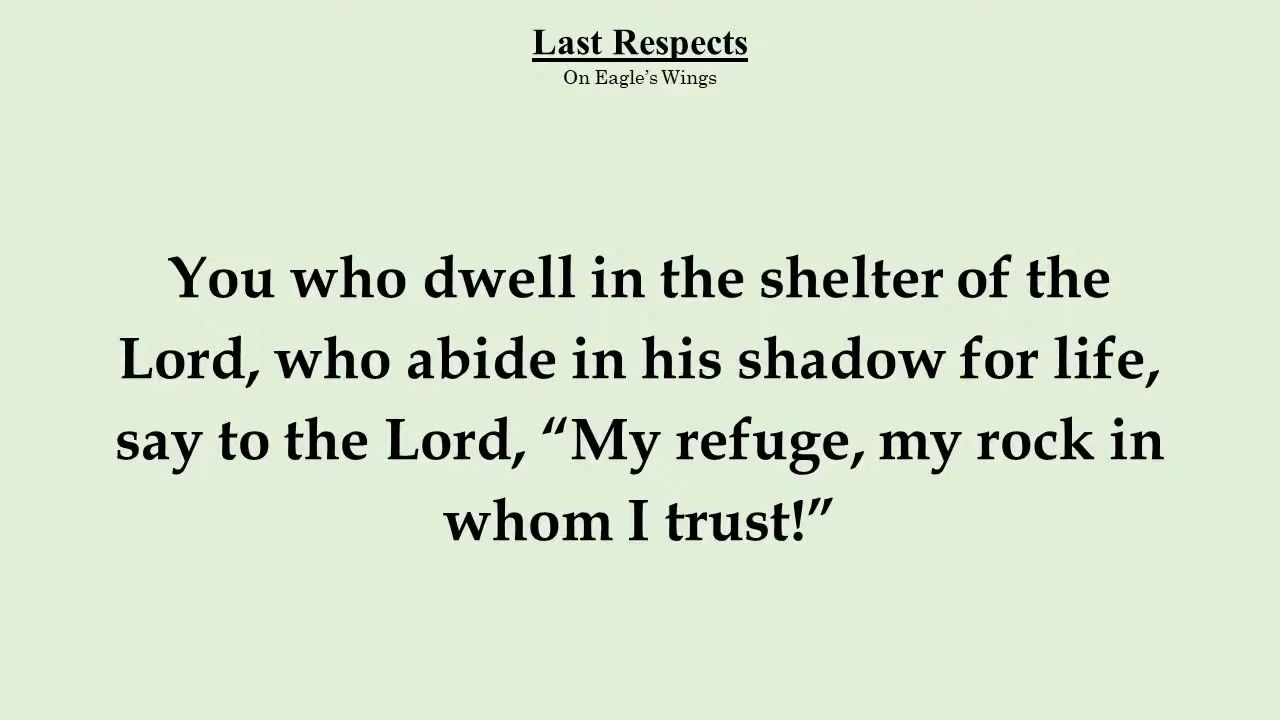 Last Respects
On Eagle’s Wings
You who dwell in the shelter of the
Lord, who abide in his shadow for life,
say to the Lord, “My refuge, my rock in
whom I trust!”